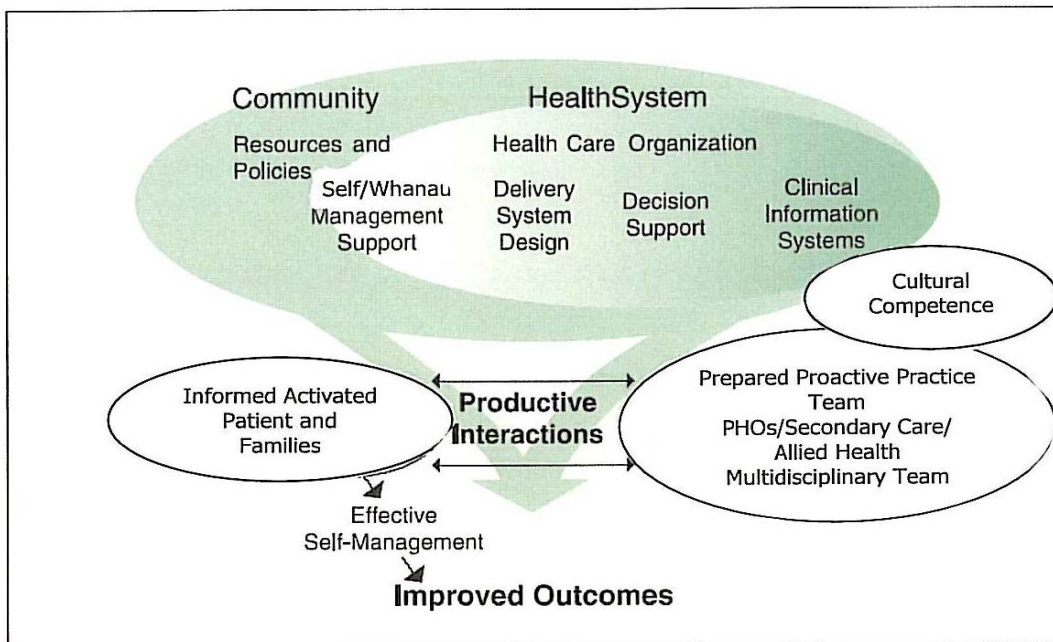 Community
HealthSystem
Resources and
Policies
Health Care Organization
Self/Whanau
Management
Support
Delivery
System
Design
Decision
Support
Clinical
Information
Systems
Cultural
Competence
Informed Activated
Patient and
Families
Productive
Interactions
Prepared Proactive Practice
Team
PHOs/Secondary Care/
Allied Health
Multidisciplinary Team
Effective
Self-Management
Improved Outcomes